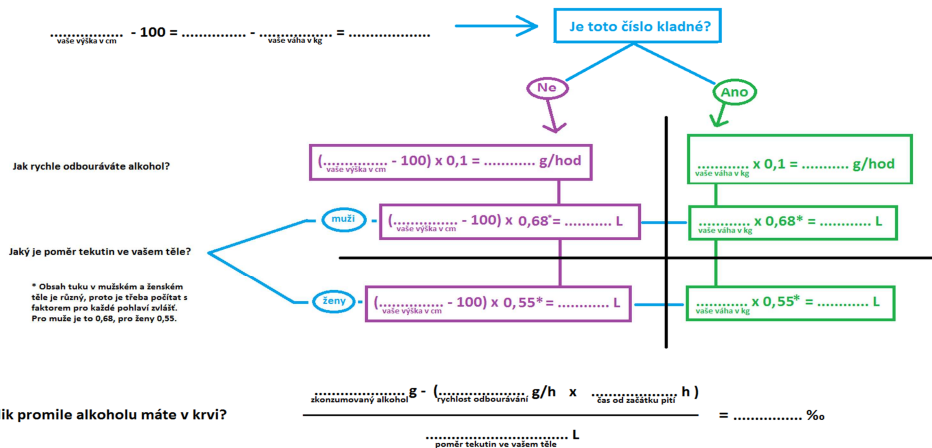 ............... - 100 = ............... - ............... = ...................
vaše výška v cm vaše váha v kg
Je toto číslo kladné?
Ne
Ano
Jak rychle odbouráváte alkohol?
(............... - 100) x 0,1 = ............ g/hod
vaše výška v cm
............ x 0,1 = ........... g/hod
vaše váha v kg
muži
(............... - 100) x 0,68* = ........... L
vaše výška v cm
............ x 0,68* = ........... L
vaše váha v kg
Jaký je poměr tekutin ve vašem těle?
* Obsah tuku v mužském a ženském
těle je různý, proto je třeba počítat s
faktorem pro každé pohlaví zvlášť.
Pro muže je to 0,68, pro ženy 0,55.
ženy
(............... - 100) x 0,55* = ............ L
vaše výška v cm
............ x 0,55* = ............ L
vaše váha v kg
lik promile alkoholu máte v krvi?
..................... g - (.................... g/h x .................... h )
zkonzumovaný alkohol rychlost odbourávání čas od začátku pití
= ................ ‰
................................. L
poměr tekutin ve vašem těle